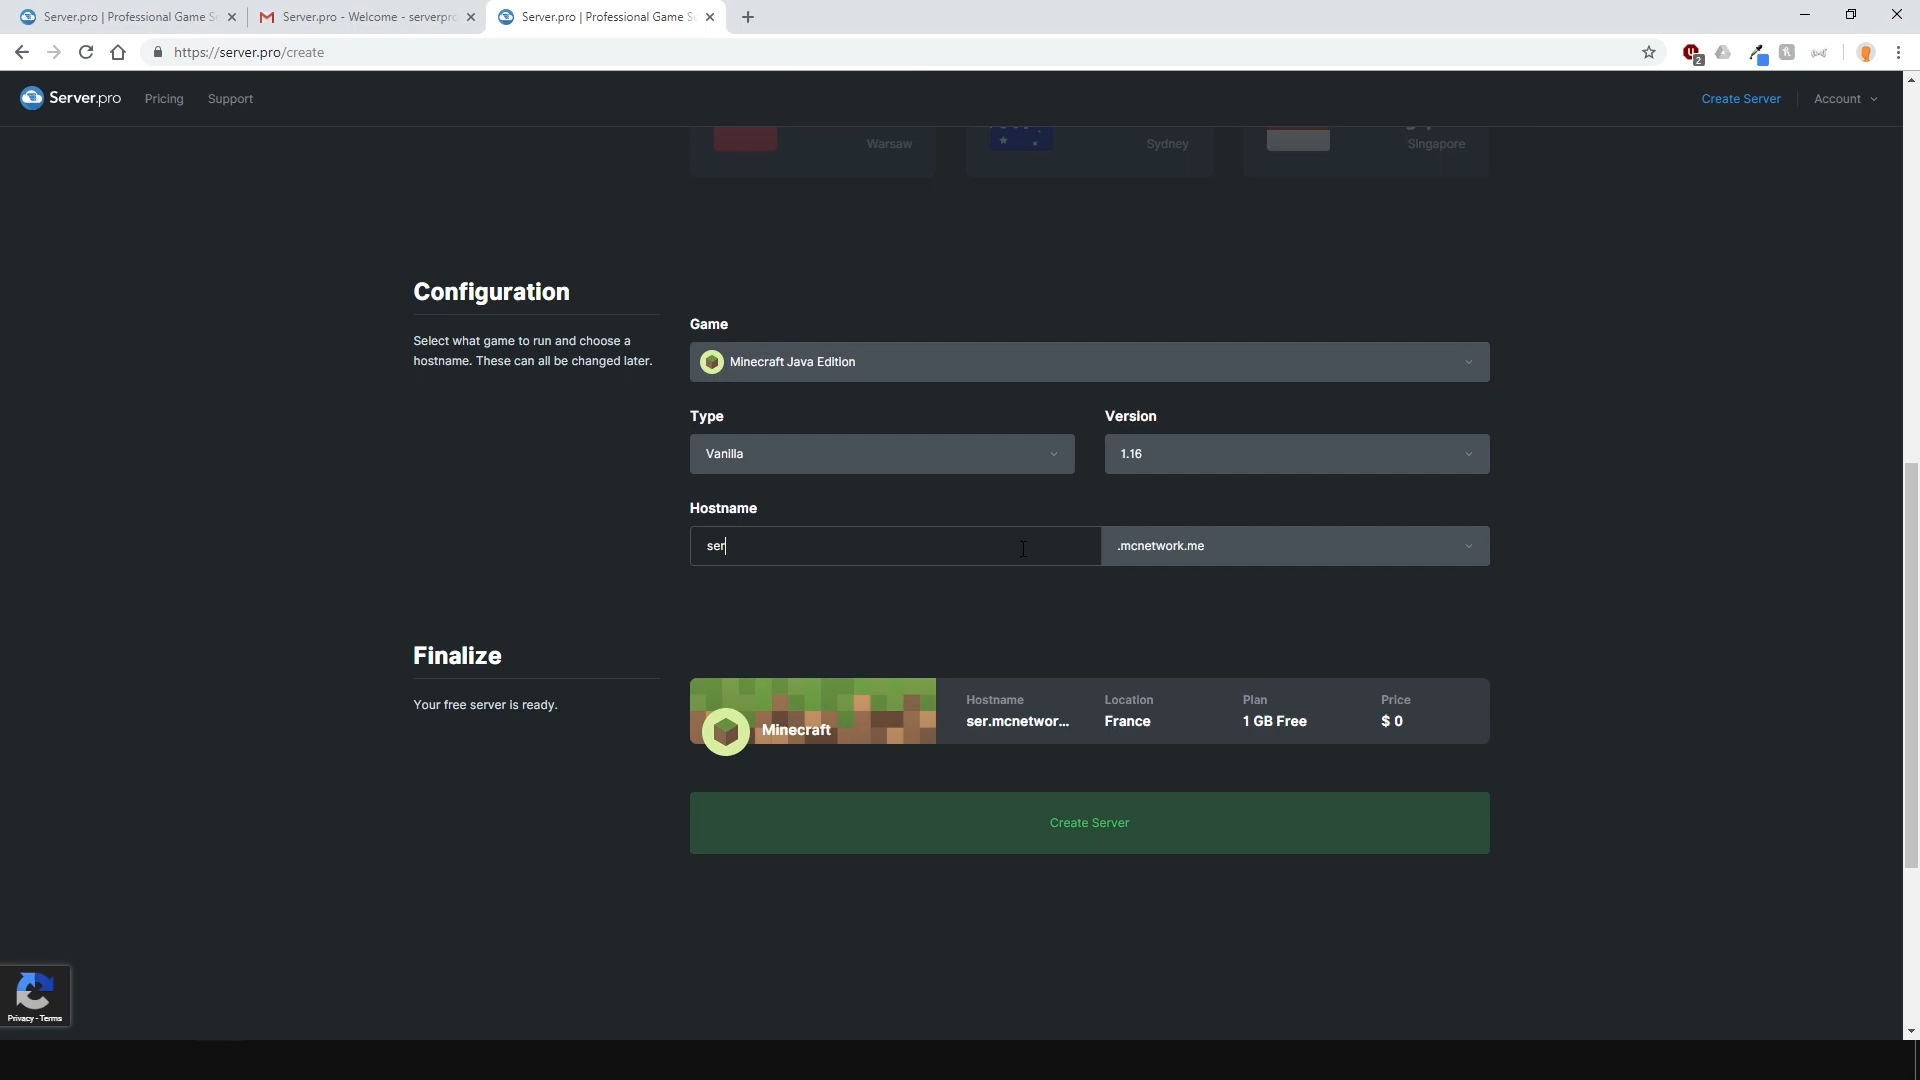 Server.pro | Professional Game S
Server.pro - Welcome - serverpro
Server.pro | Professional Game S
https://server.pro/create
2
Server.pro
Pricing
Support
Create Server
Account
Warsaw
Sydney
Singapore
Configuration
Select what game to run and choose a
hostname. These can all be changed later.
Game
Minecraft Java Edition
Type
Version
Vanilla
1.16
Hostname
ser
.mcnetwork.me
Finalize
Your free server is ready.
Minecraft
Hostname
Location
Plan
Price
ser.mcnetwor...
France
1 GB Free
$ 0
Create Server
Privacy - Terms